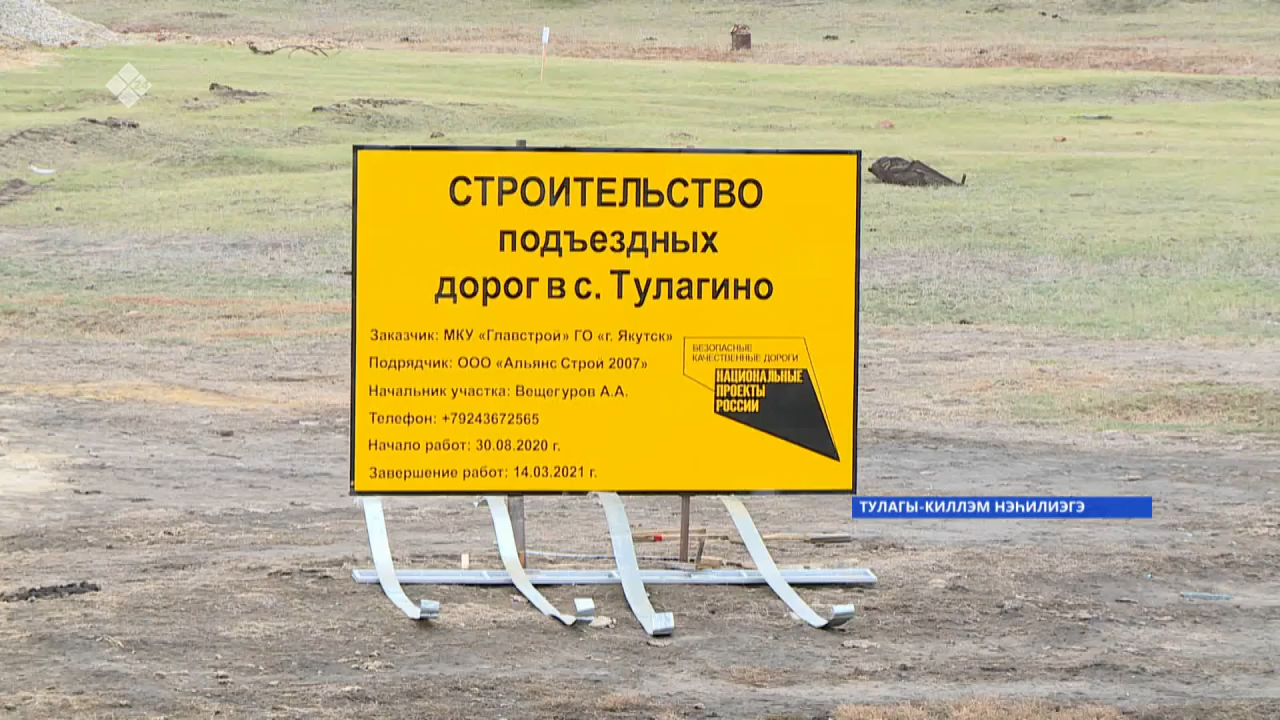 СТРОИТЕЛЬСТВО
подъездных
дорог в с. Тулагино
Заказчик: МКУ «Главстрой» ГО «г. Якутск»
Подрядчик: ООО «Альянс Строй 2007»
Начальник участка: Вещегуров А.А.
Телефон: +79243672565
Начало работ: 30.08.2020 г.
Завершение работ: 14.03.2021 г.
БЕЗОПАСНЫЕ
КАЧЕСТВЕННЫЕ ДОРОГИ
НАЦИОНАЛЬНЫЕ
ПРОЕКТЫ
РОССИИ
ТУЛАГЫ-КИЛЛЭМ НЭҺИЛИЭГЭ